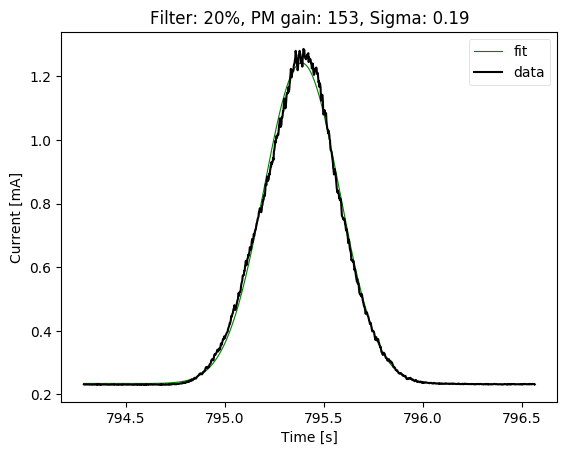 Filter: 20%, PM gain: 153, Sigma: 0.19
fit
data
Current [mA]
1.2
1.0
0.8
0.6
0.4
0.2
794.5 795.0 795.5 796.0 796.5
Time [s]